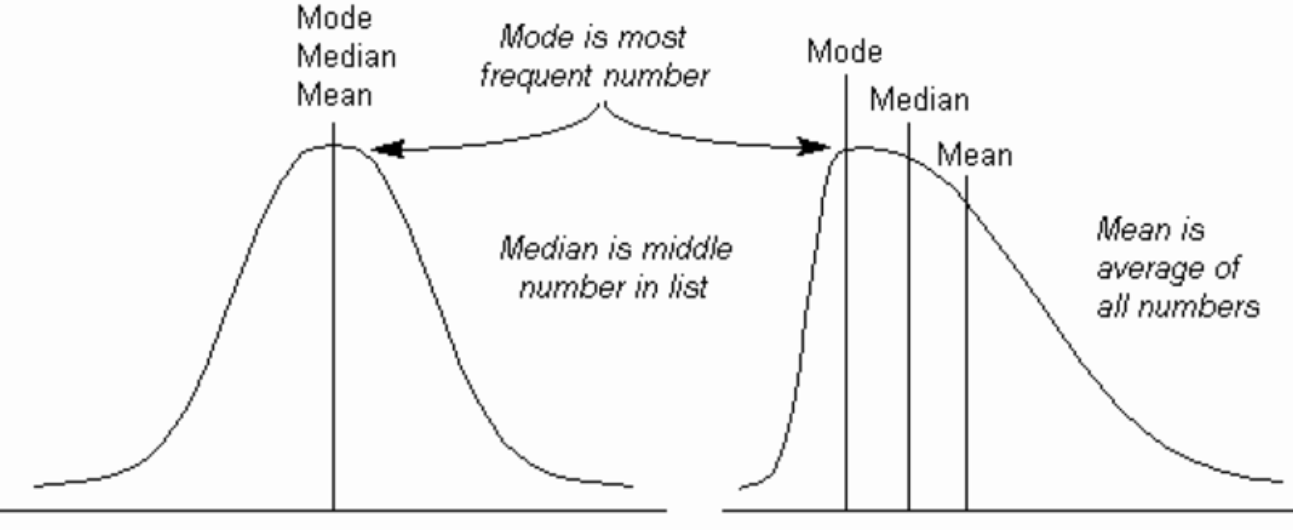 Mode
Median
Mean
Mode is most
frequent number
Median is middle
number in list
Mode
Median
Mean
Mean is
average of
all numbers